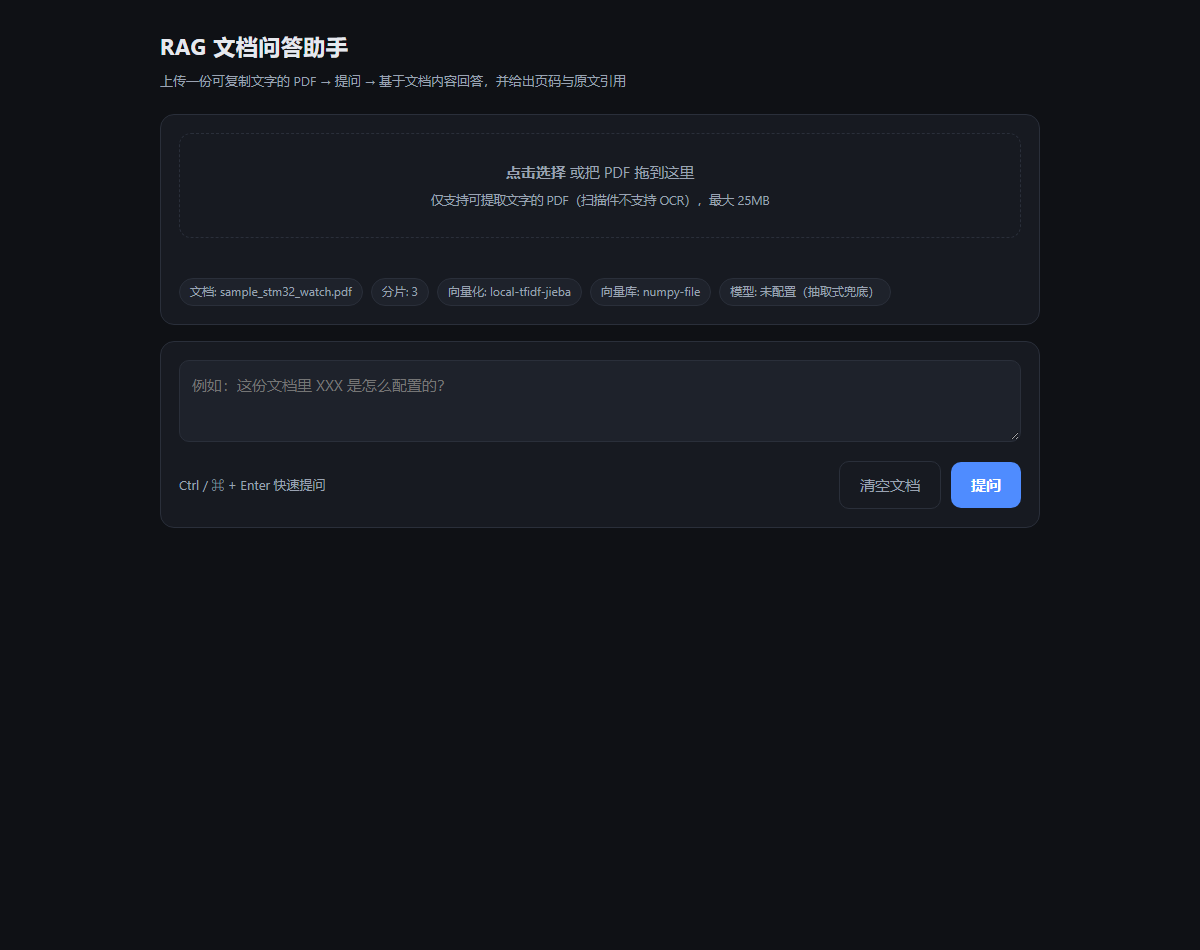 RAG 文档问答助手
上传一份可复制文字的 PDF → 提问 → 基于文档内容回答，并给出页码与原文引用
点击选择 或把 PDF 拖到这里
仅支持可提取文字的 PDF（扫描件不支持 OCR），最大 25MB
文档: sample_stm32_watch.pdf 分片: 3 向量化: local-tfidf-jieba 向量库: numpy-file 模型: 未配置（抽取式兜底）
例如：这份文档里 XXX 是怎么配置的？
Ctrl / ⌘ + Enter 快速提问 清空文档 提问